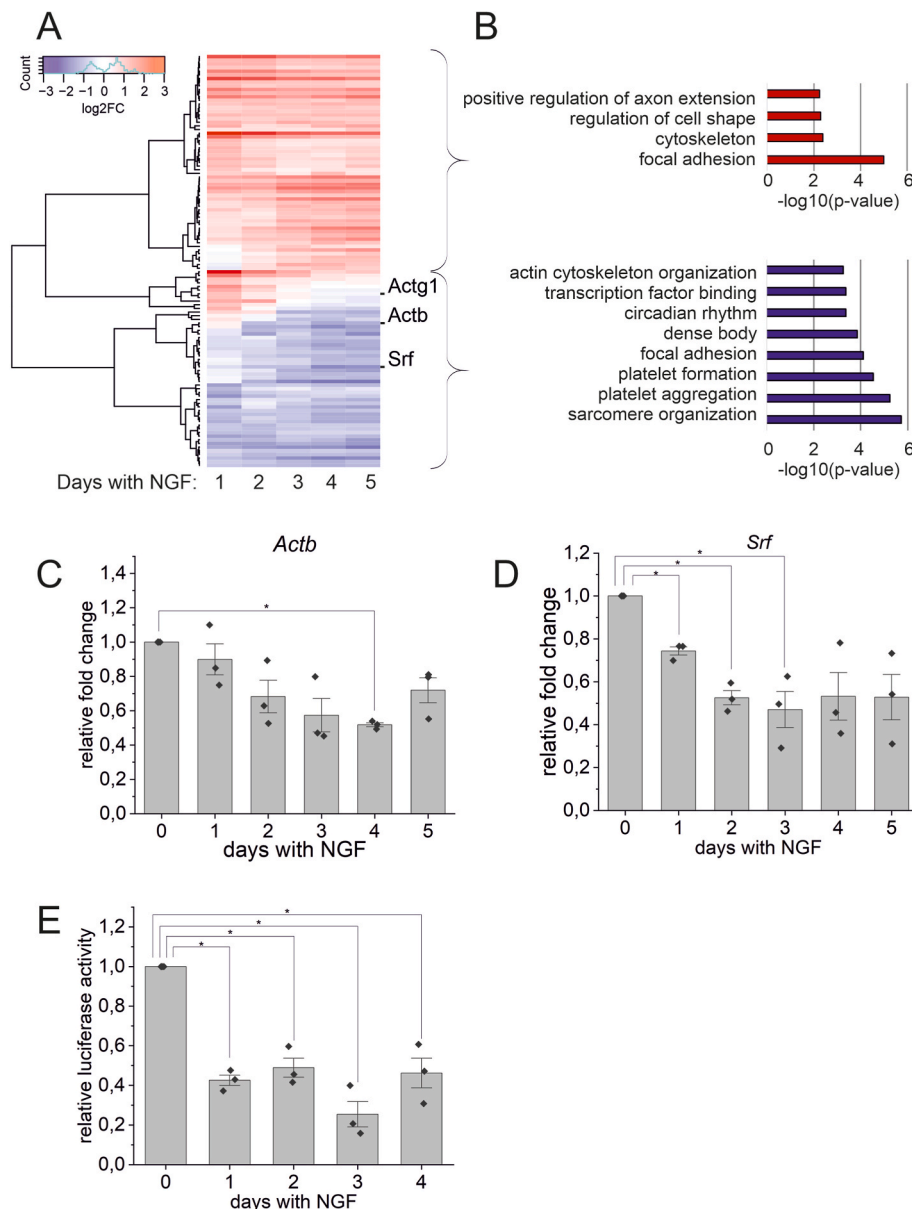 A
Count
−3 −2 −1 0 1 2 3
log2FC
Actg1
Actb
Srf
Days with NGF: 1 2 3 4 5
B
positive regulation of axon extension
regulation of cell shape
cytoskeleton
focal adhesion
0 2 4 6
-log10(p-value)
actin cytoskeleton organization
transcription factor binding
circadian rhythm
dense body
focal adhesion
platelet formation
platelet aggregation
sarcomere organization
0 2 4 6
-log10(p-value)
C
Actb
relative fold change
1,4
1,2
1,0
0,8
0,6
0,4
0,2
0,0
*
0 1 2 3 4 5
days with NGF
D
Srf
relative fold change
1,2
1,0
0,8
0,6
0,4
0,2
0,0
*
*
*
0 1 2 3 4 5
days with NGF
E
relative luciferase activity
1,2
1,0
0,8
0,6
0,4
0,2
0,0
*
*
*
*
0 1 2 3 4
days with NGF